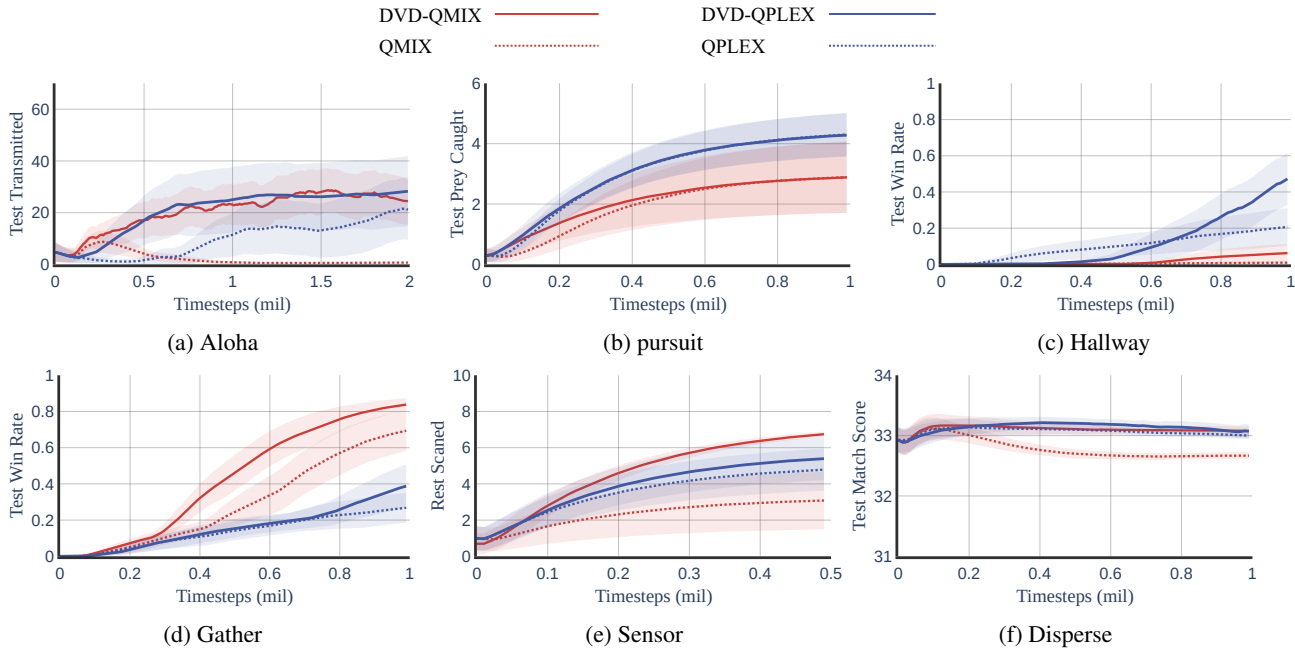 DVD-QMIX
DVD-QPLEX
QMIX
QPLEX
Test Transmitted
60
40
20
0
0
0.5
1
1.5
2
Timesteps (mil)
(a) Aloha
Test Prey Caught
6
4
2
0
0
0.2
0.4
0.6
0.8
1
Timesteps (mil)
(b) pursuit
Test Win Rate
1
0.8
0.6
0.4
0.2
0
0
0.2
0.4
0.6
0.8
1
Timesteps (mil)
(c) Hallway
Test Win Rate
1
0.8
0.6
0.4
0.2
0
0
0.2
0.4
0.6
0.8
1
Timesteps (mil)
(d) Gather
Rest Scaned
10
8
6
4
2
0
0
0.1
0.2
0.3
0.4
0.5
Timesteps (mil)
(e) Sensor
Test Match Score
34
33
32
31
0
0.2
0.4
0.6
0.8
1
Timesteps (mil)
(f) Disperse